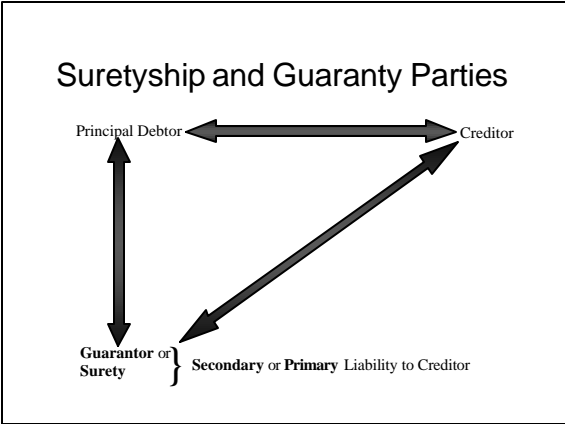 Suretyship and Guaranty Parties
Principal Debtor
Creditor
Guarantor or
Surety
} Secondary or Primary Liability to Creditor